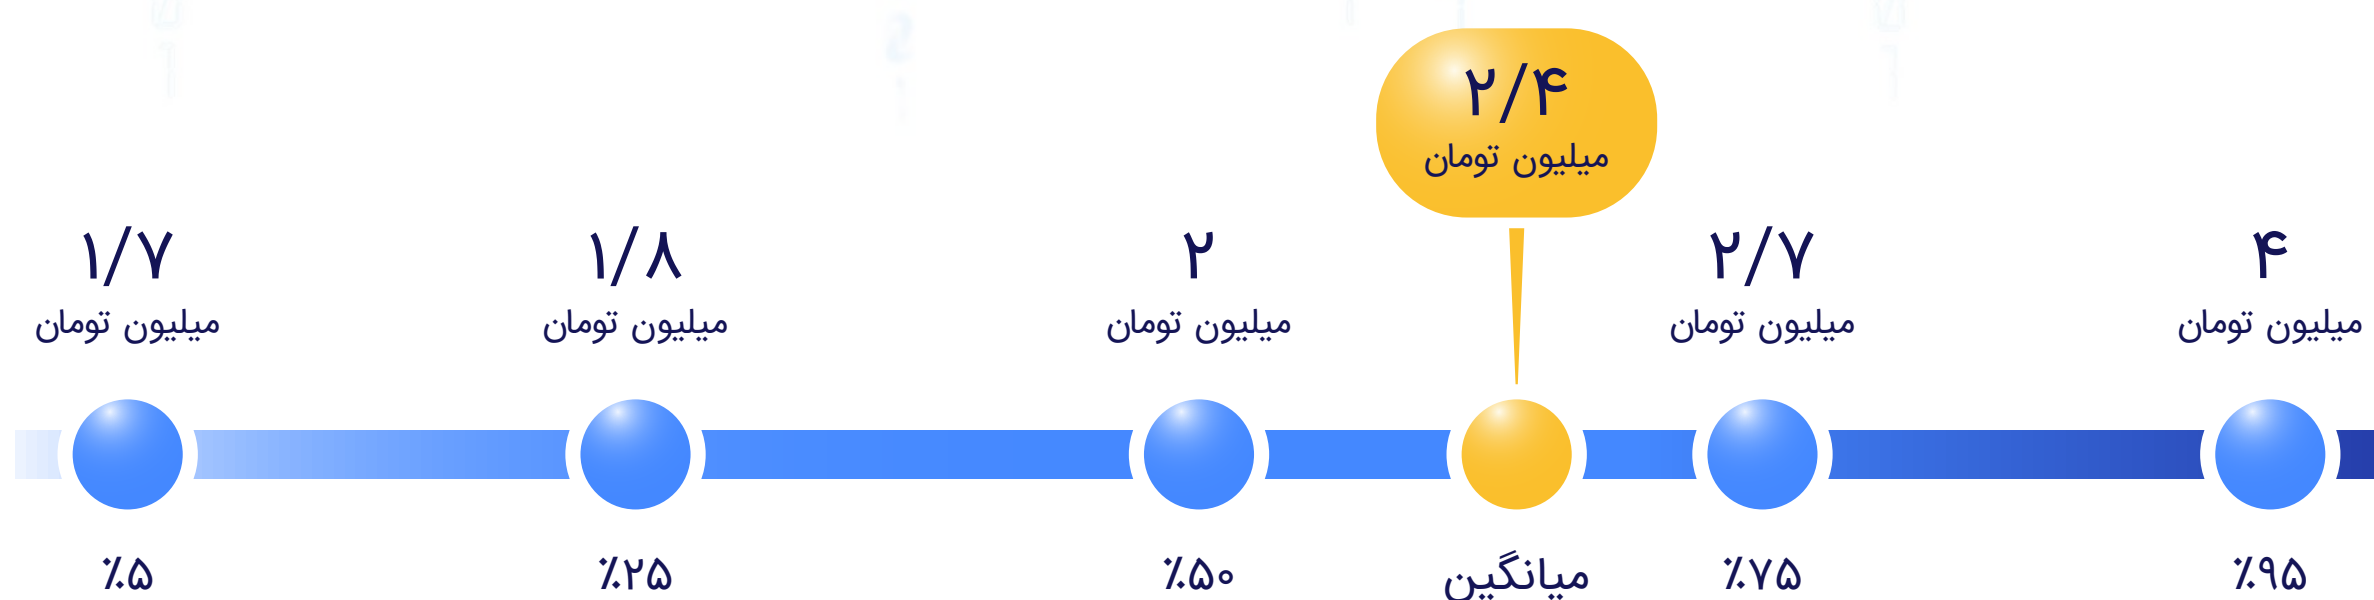 ۲/۴
میلیون تومان
۱/۷
میلیون تومان
۱/۸
میلیون تومان
۲
میلیون تومان
۲/۷
میلیون تومان
۴
میلیون تومان
٪۵
٪۲۵
٪۵۰
میانگین
٪۷۵
٪۹۵